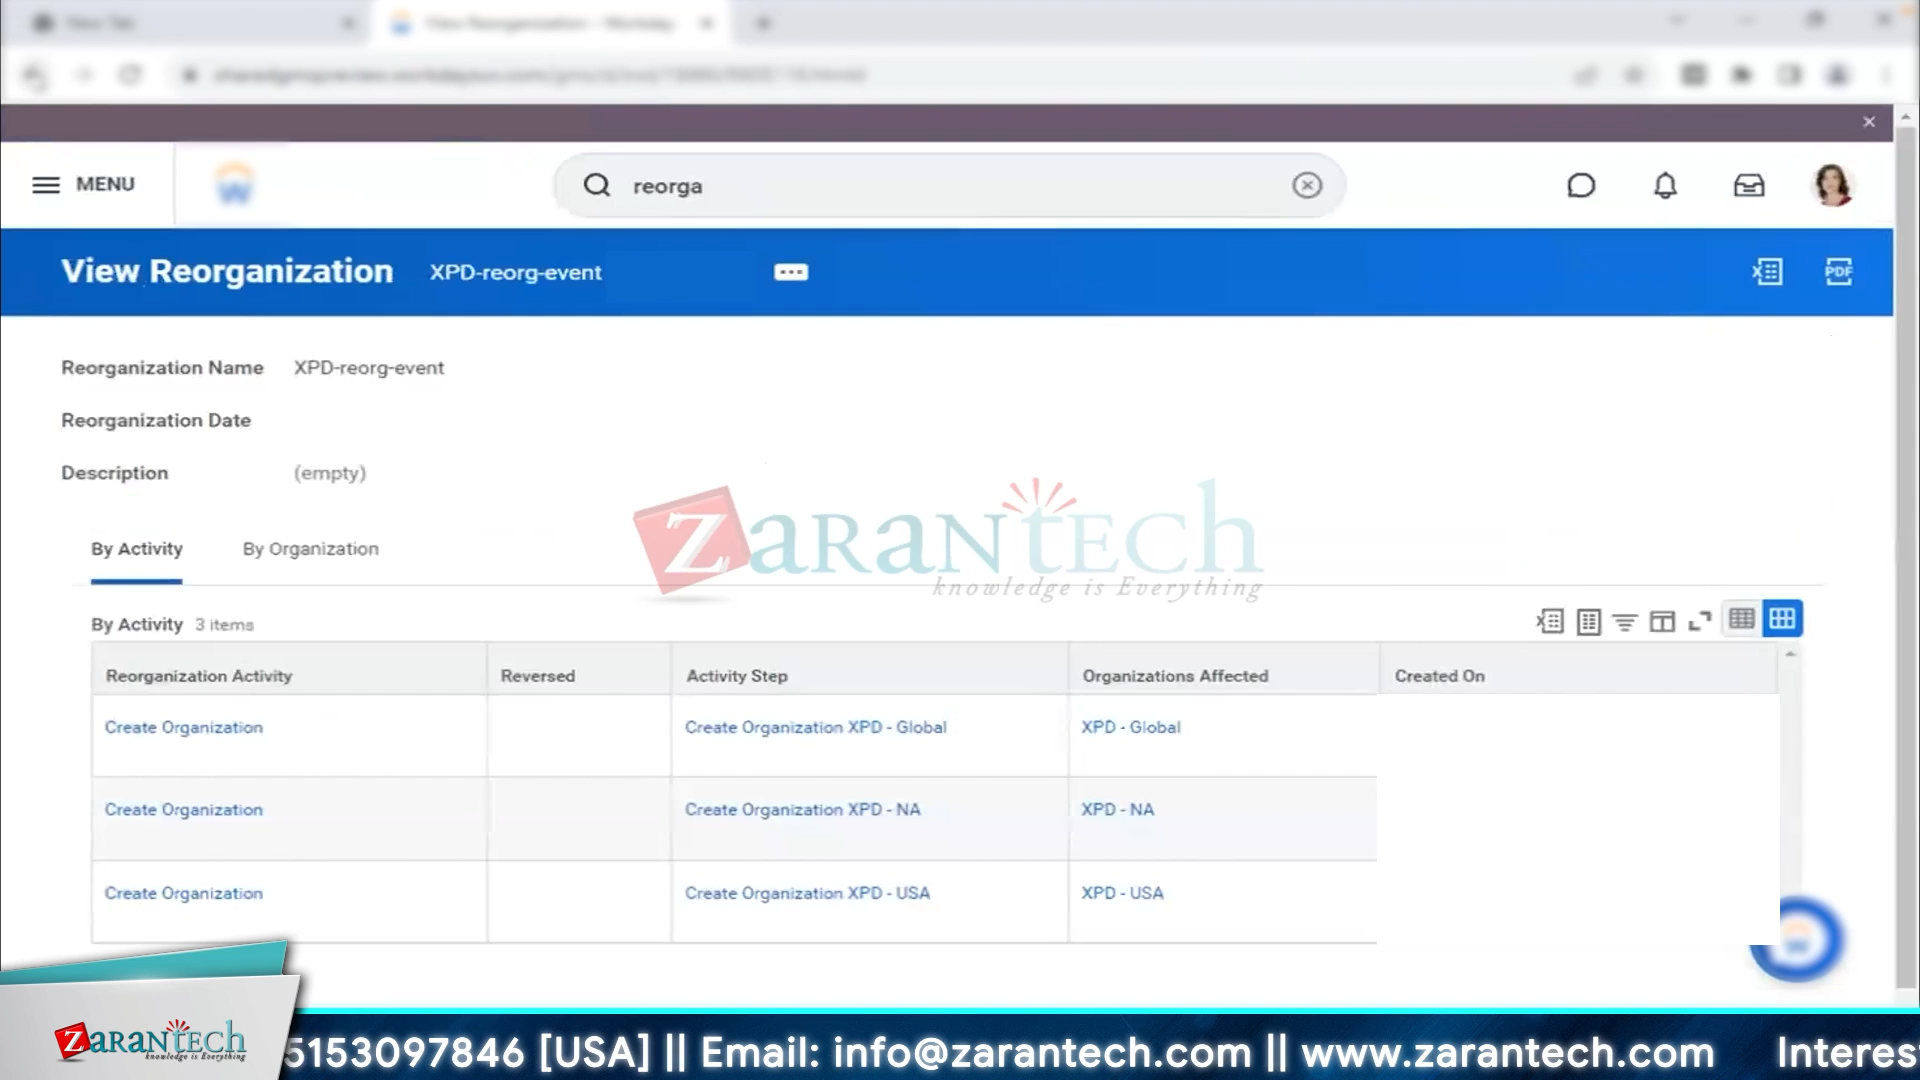 MENU
reorga
View Reorganization XPD-reorg-event
PDF
Reorganization Name XPD-reorg-event
Reorganization Date
Description (empty)
ZARANTECH
knowledge is Everything
By Activity By Organization
By Activity 3 items
Reorganization Activity Reversed Activity Step Organizations Affected Created On
Create Organization Create Organization XPD - Global XPD - Global
Create Organization Create Organization XPD - NA XPD - NA
Create Organization Create Organization XPD - USA XPD - USA
ZARANTECH
knowledge is Everything
5153097846 [USA] || Email: info@zarantech.com || www.zarantech.com Interes